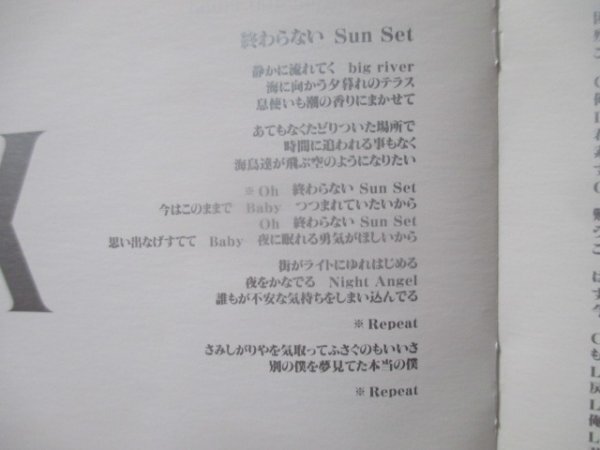 終わらない Sun Set
静かに流れてく big river
海に向かう夕暮れのテラス
息使いも潮の香りにまかせて
あてもなくたどりついた場所で
時間に追われる事もなく
海鳥達が飛ぶ空のようになりたい
※ Oh 終わらない Sun Set
今はこのままで Baby つつまれていたいから
Oh 終わらない Sun Set
思い出なげすてて Baby 夜に眠れる勇気がほしいから
街がライトにゆれはじめる
夜をかなでる Night Angel
誰もが不安な気持ちをしまい込んでる
※ Repeat
さみしがりやを気取ってふさぐのもいいさ
別の僕を夢見てた本当の僕
※ Repeat